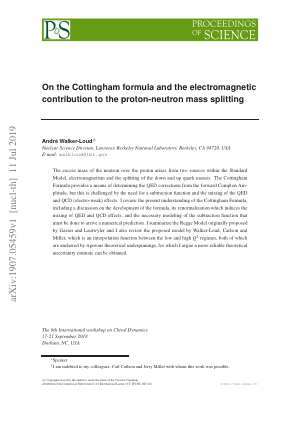 PROCEEDINGS
OF SCIENCE
On the Cottingham formula and the electromagnetic
contribution to the proton-neutron mass splitting
André Walker-Loud*
Nuclear Science Division, Lawrence Berkeley National Laboratory, Berkeley, CA 94720, USA
E-mail: walkloud@lbl.gov
The excess mass of the neutron over the proton arises from two sources within the Standard
Model, electromagnetism and the splitting of the down and up quark masses. The Cottingham
Formula provides a means of determining the QED corrections from the forward Compton Am-
plitude, but this is challenged by the need for a subtraction function and the mixing of the QED
and QCD (electro-weak) effects. I review the present understanding of the Cottingham Formula,
including a discussion on the development of the formula, its renormalization which induces the
mixing of QED and QCD effects, and the necessary modeling of the subtraction function that
must be done to arrive a numerical prediction. I summarize the Regge Model originally proposed
by Gasser and Leutwyler and I also review the proposed model by Walker-Loud, Carlson and
Miller, which is an interpolation function between the low and high Q² regimes, both of which
are anchored by rigorous theoretical underpinnings, for which I argue a more reliable theoretical
uncertainty estimate can be obtained.
arXiv:1907.05459v1 [nucl-th] 11 Jul 2019
The 9th International workshop on Chiral Dynamics
17-21 September 2018
Durham, NC, USA
*Speaker.
†I am indebted to my colleagues Carl Carlson and Jerry Miller with whom this work was possible.